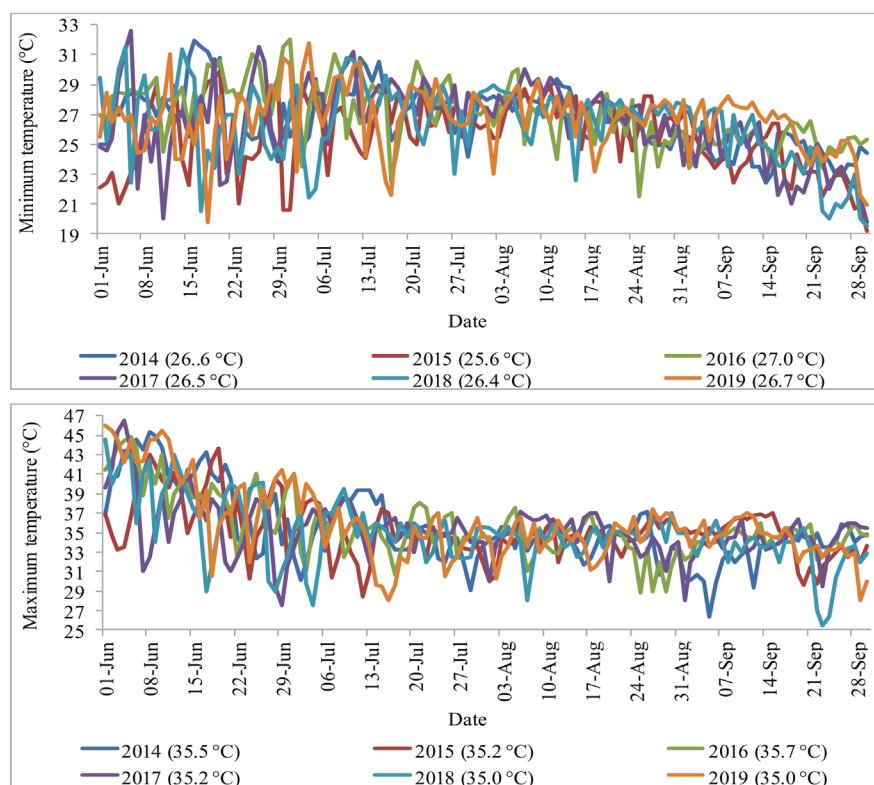 Minimum temperature (°C)
33
31
29
27
25
23
21
19
01-Jun
08-Jun
15-Jun
22-Jun
29-Jun
06-Jul
13-Jul
20-Jul
27-Jul
03-Aug
10-Aug
17-Aug
24-Aug
31-Aug
07-Sep
14-Sep
21-Sep
28-Sep
Date
2014 (26..6 °C)
2015 (25.6 °C)
2016 (27.0 °C)
2017 (26.5 °C)
2018 (26.4 °C)
2019 (26.7 °C)
Maximum temperature (°C)
47
45
43
41
39
37
35
33
31
29
27
25
01-Jun
08-Jun
15-Jun
22-Jun
29-Jun
06-Jul
13-Jul
20-Jul
27-Jul
03-Aug
10-Aug
17-Aug
24-Aug
31-Aug
07-Sep
14-Sep
21-Sep
28-Sep
Date
2014 (35.5 °C)
2015 (35.2 °C)
2016 (35.7 °C)
2017 (35.2 °C)
2018 (35.0 °C)
2019 (35.0 °C)